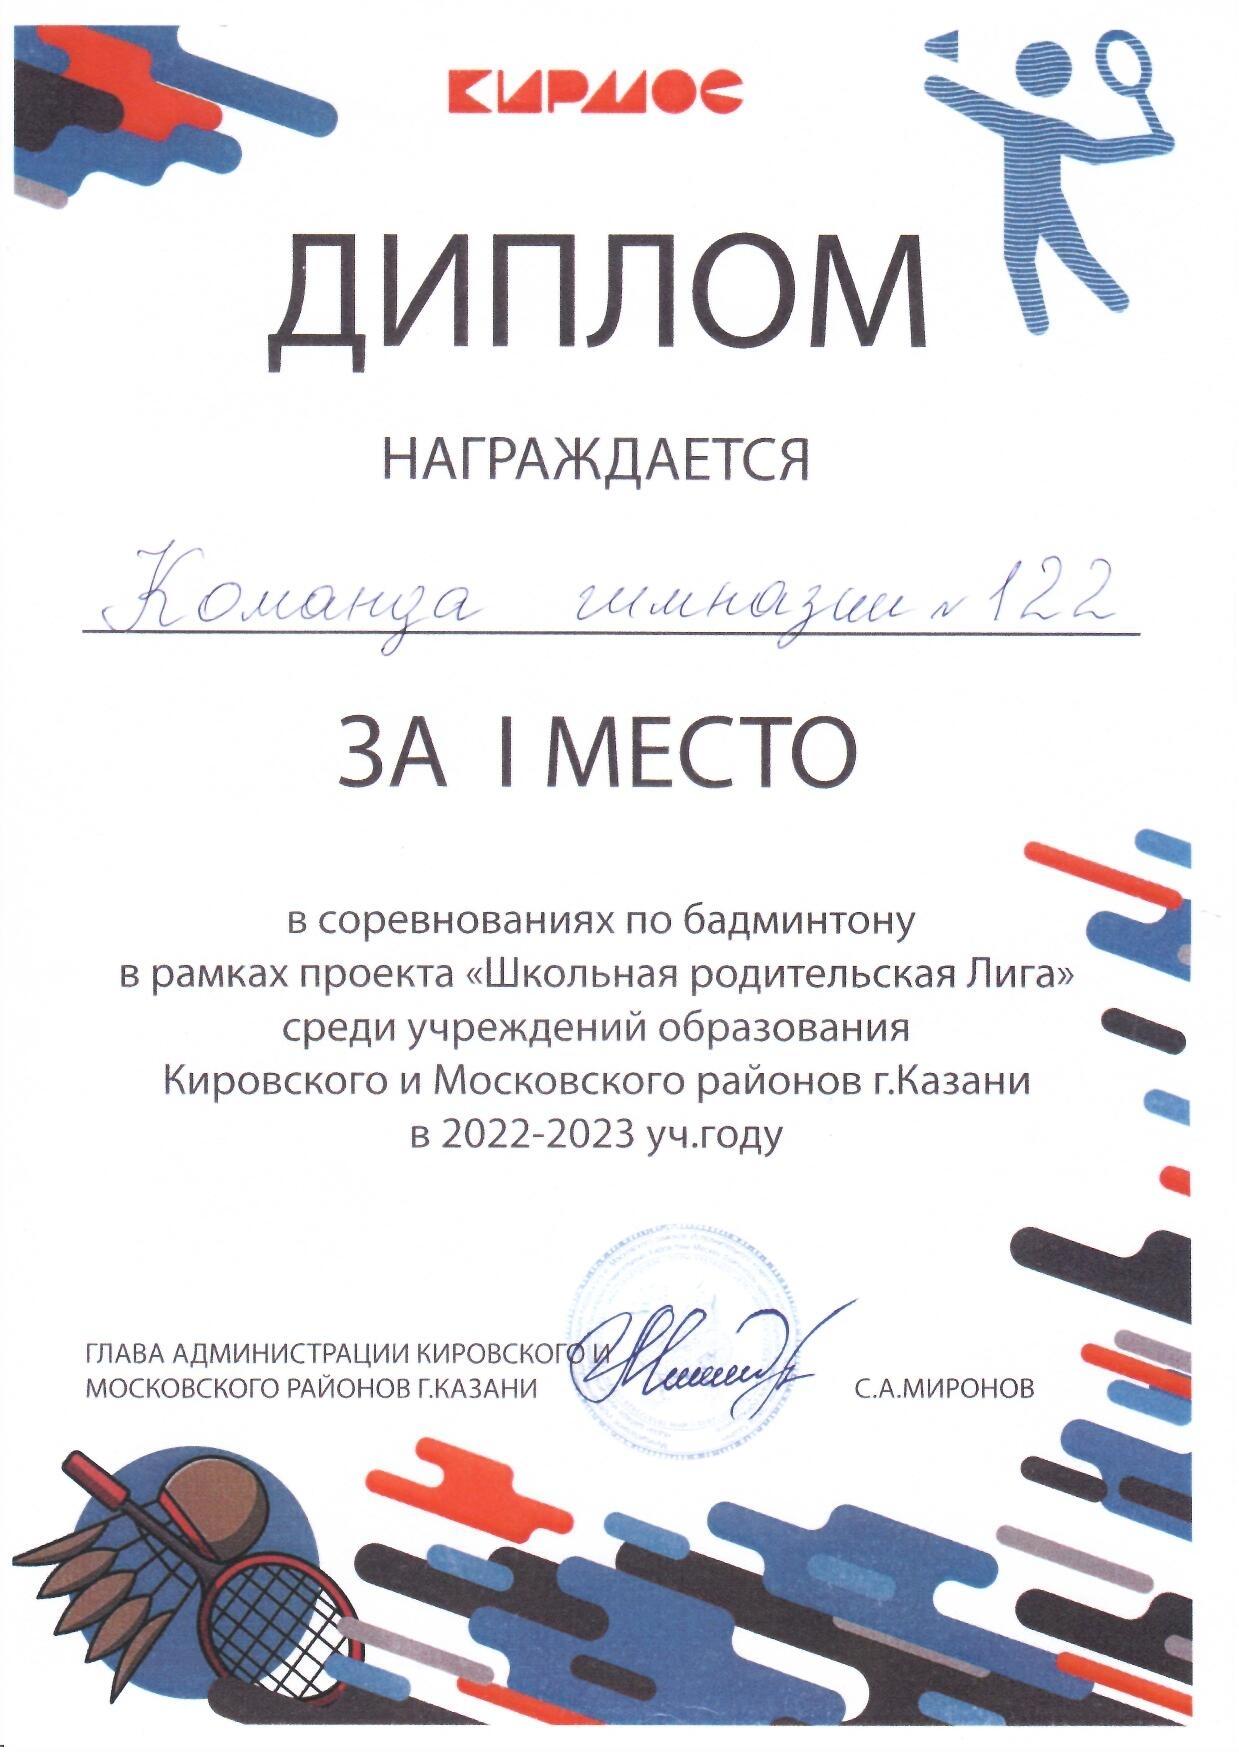 КИРМОС
ДИПЛОМ
НАГРАЖДАЕТСЯ
Команда гимназии №122
ЗА I МЕСТО
в соревнованиях по бадминтону
в рамках проекта «Школьная родительская Лига»
среди учреждений образования
Кировского и Московского районов г.Казани
в 2022-2023 уч.году
ГЛАВА АДМИНИСТРАЦИИ КИРОВСКОГО И
МОСКОВСКОГО РАЙОНОВ Г.КАЗАНИ
С.А.МИРОНОВ